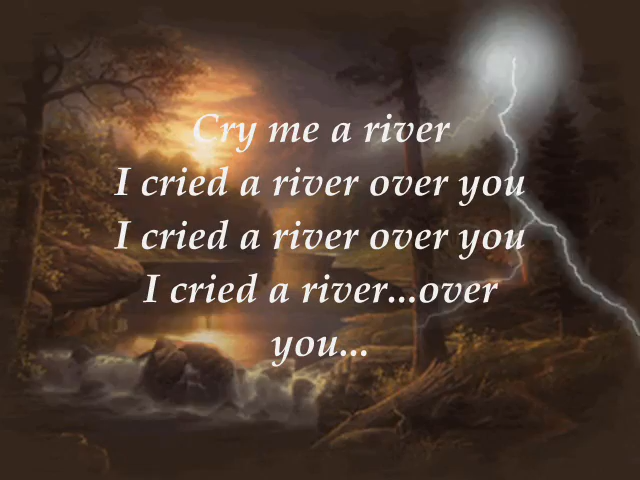 Cry me a river
I cried a river over you
I cried a river over you
I cried a river...over
you...